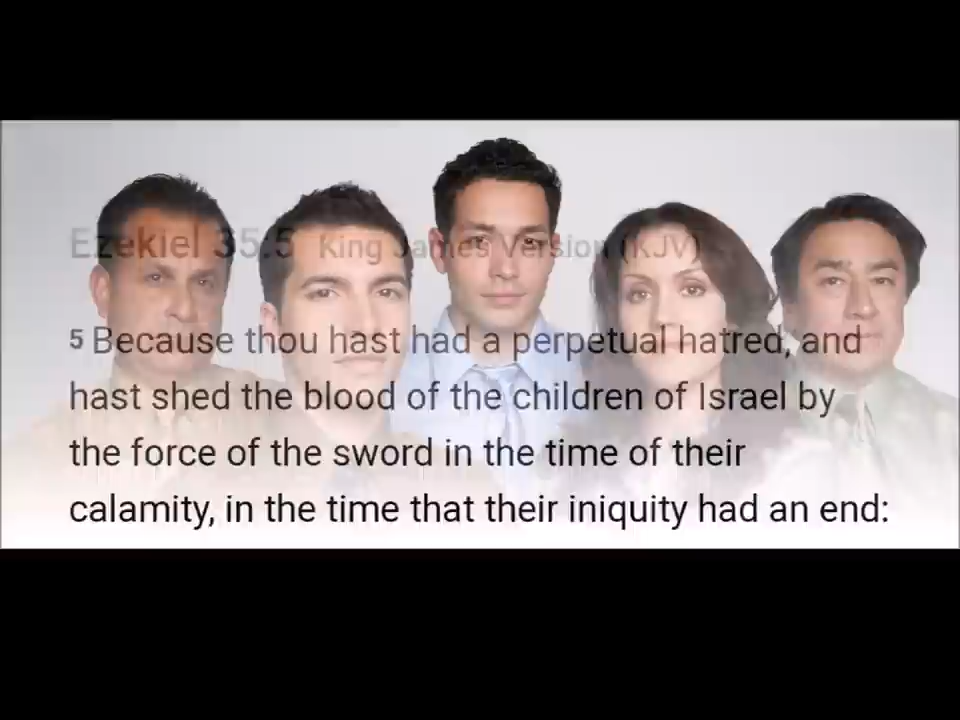 Ezekiel 35:5 King James Version (KJV)
5 Because thou hast had a perpetual hatred, and
hast shed the blood of the children of Israel by
the force of the sword in the time of their
calamity, in the time that their iniquity had an end: